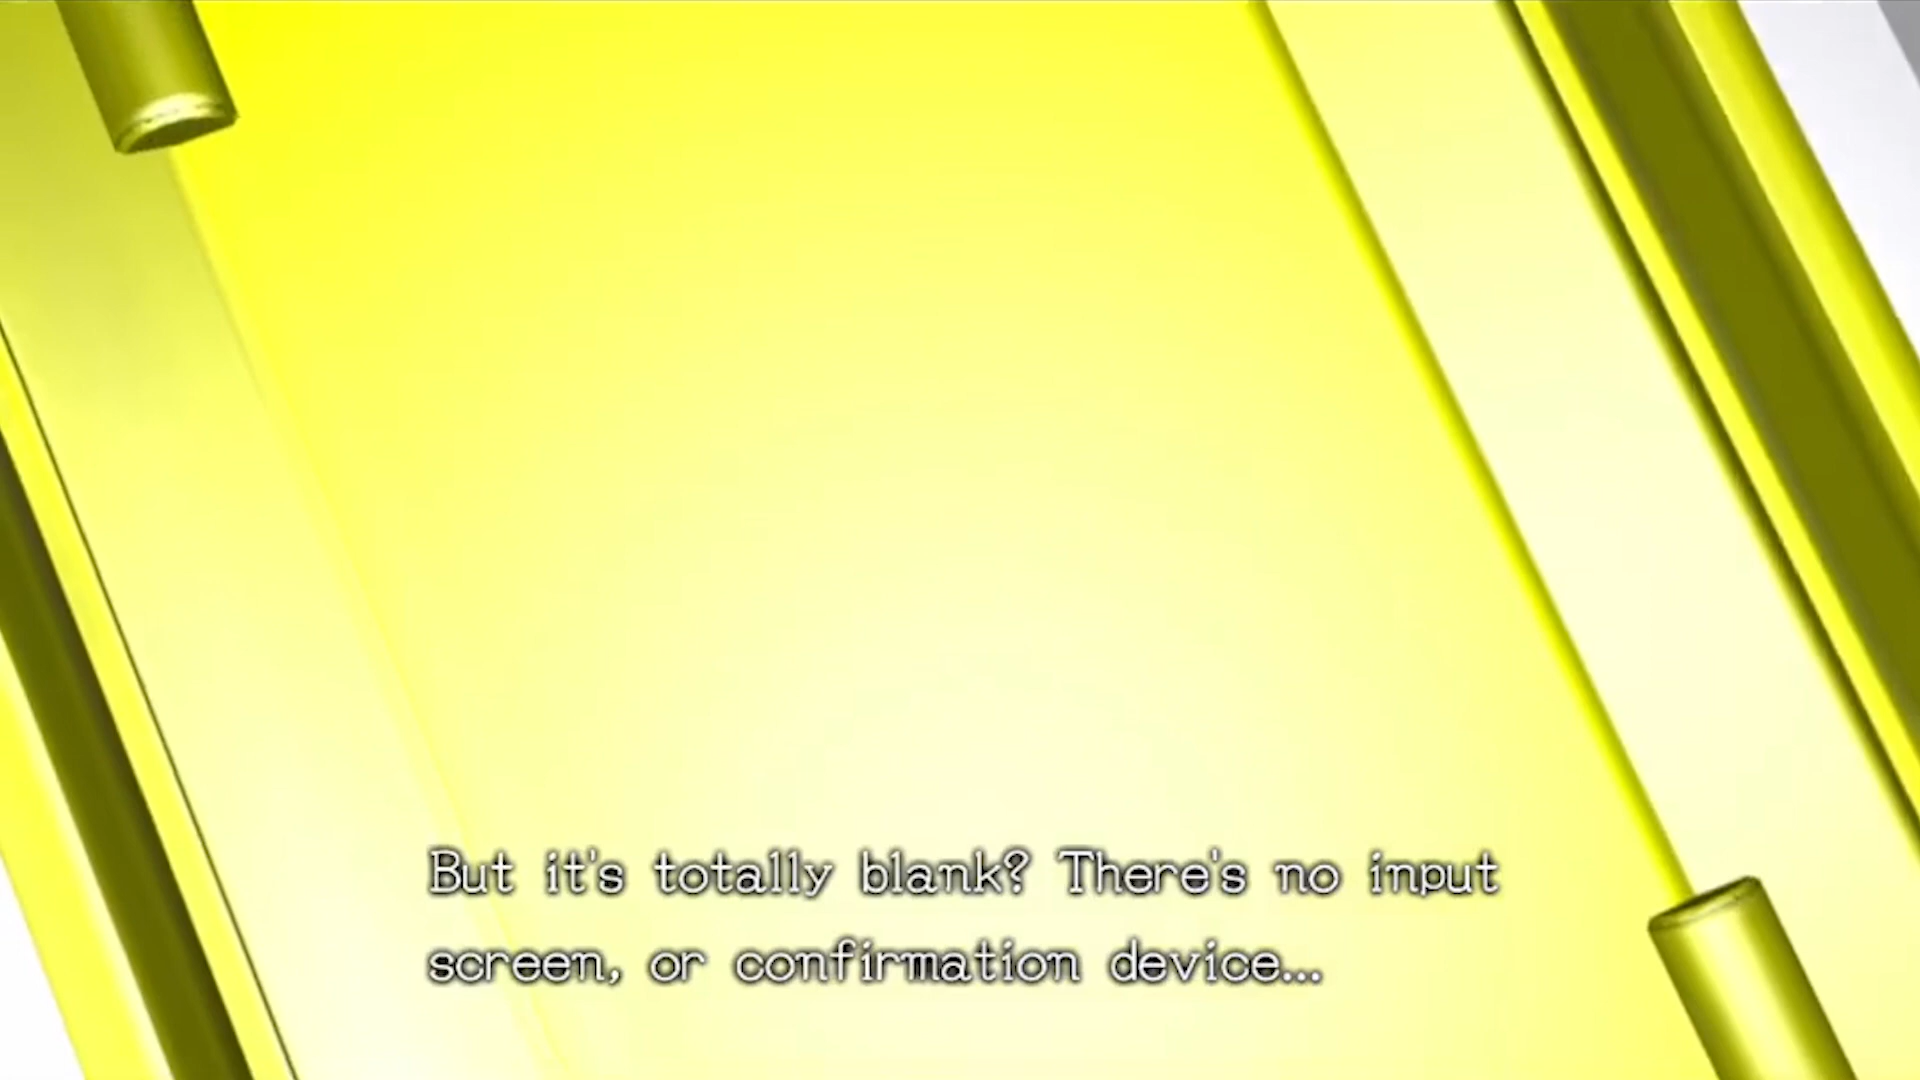 But it's totally blank? There's no input
screen, or confirmation device...